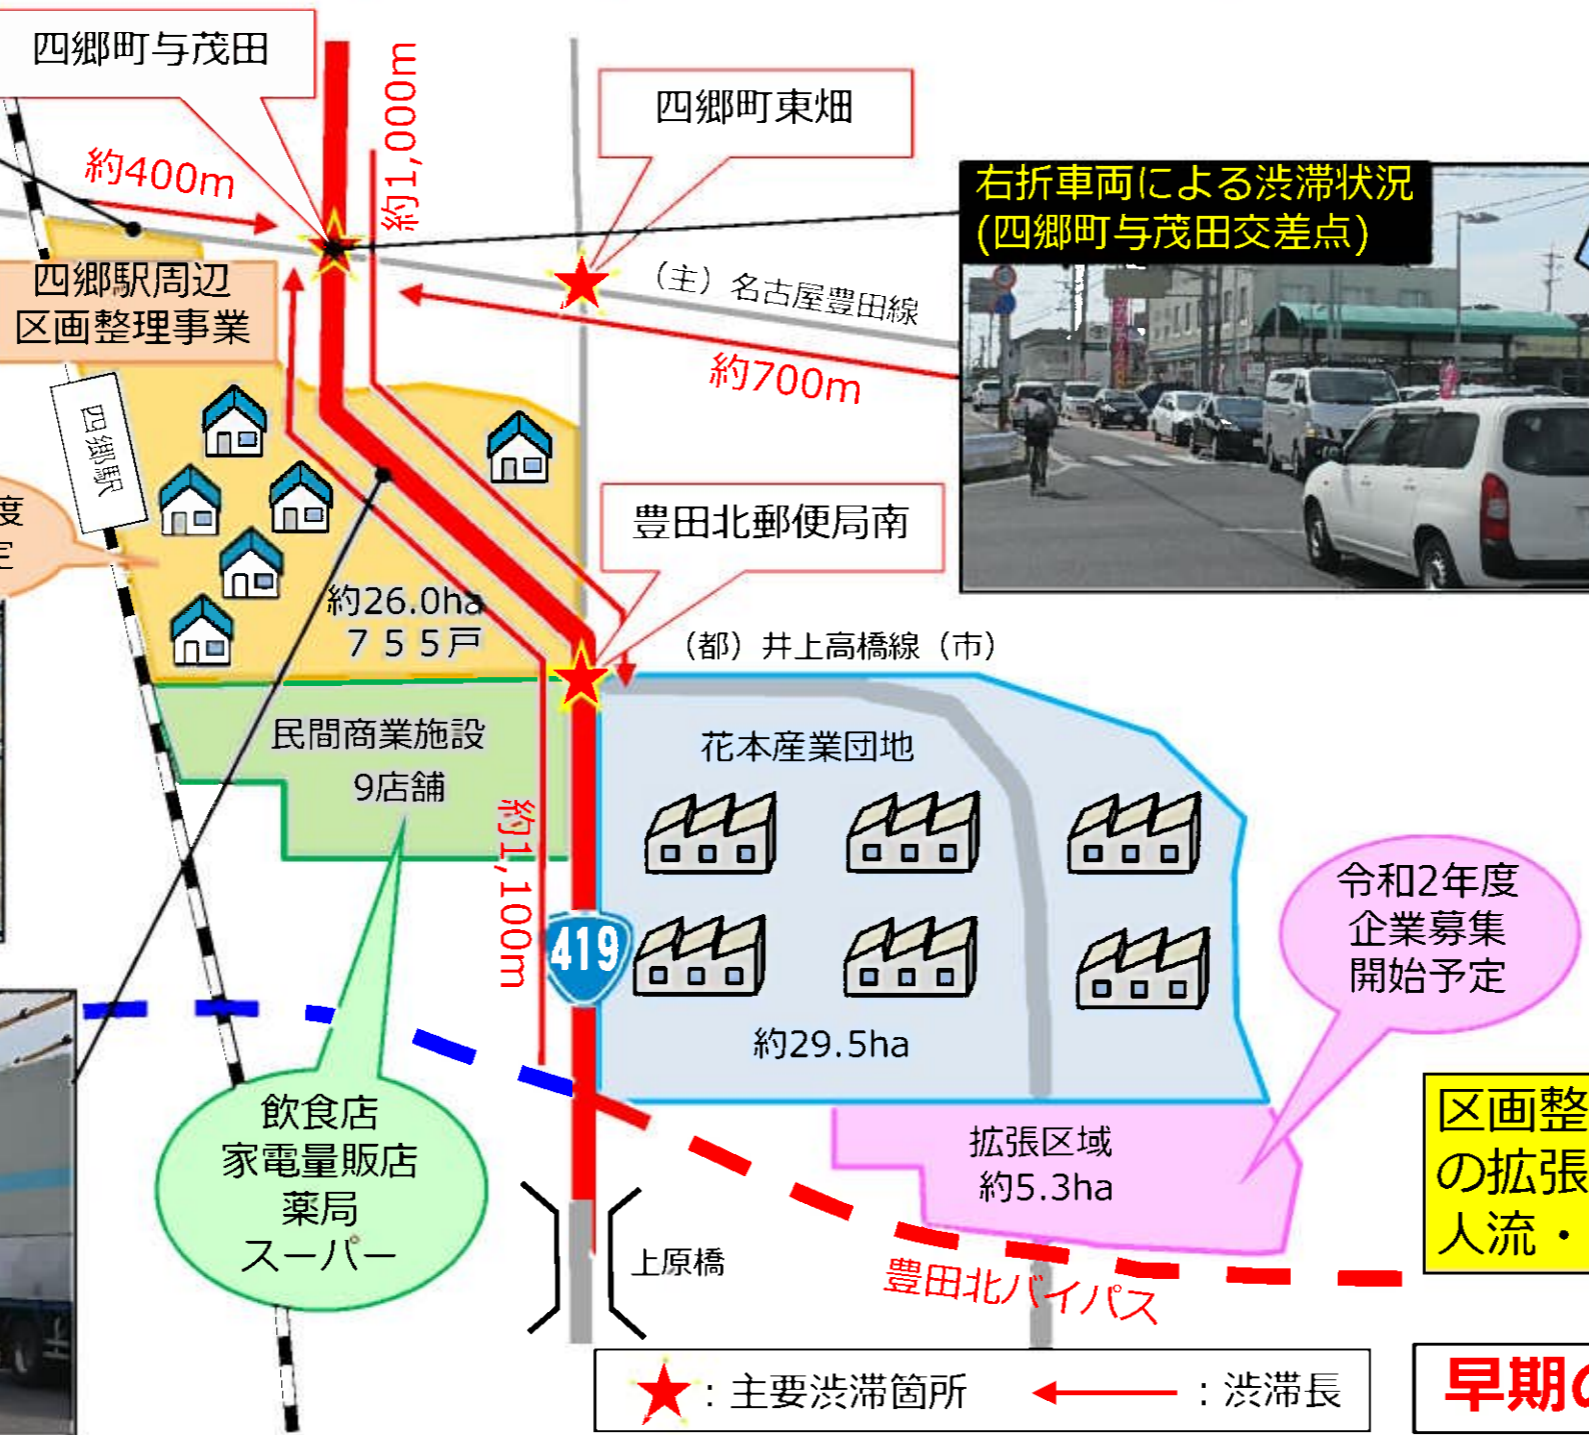 四郷町与茂田
約1,000m
四郷町東畑
約400m
右折車両による渋滞状況
(四郷町与茂田交差点)
四郷駅周辺
区画整理事業
（主）名古屋豊田線
約700m
四郷駅
度
豊田北郵便局南
約26.0ha
７５５戸
（都）井上高橋線（市）
民間商業施設
9店舗
花本産業団地
約1,100m
419
令和2年度
企業募集
開始予定
約29.5ha
飲食店
家電量販店
薬局
スーパー
拡張区域
約5.3ha
区画整
の拡張
人流・
上原橋
豊田北バイパス
：主要渋滞箇所
：渋滞長
早期